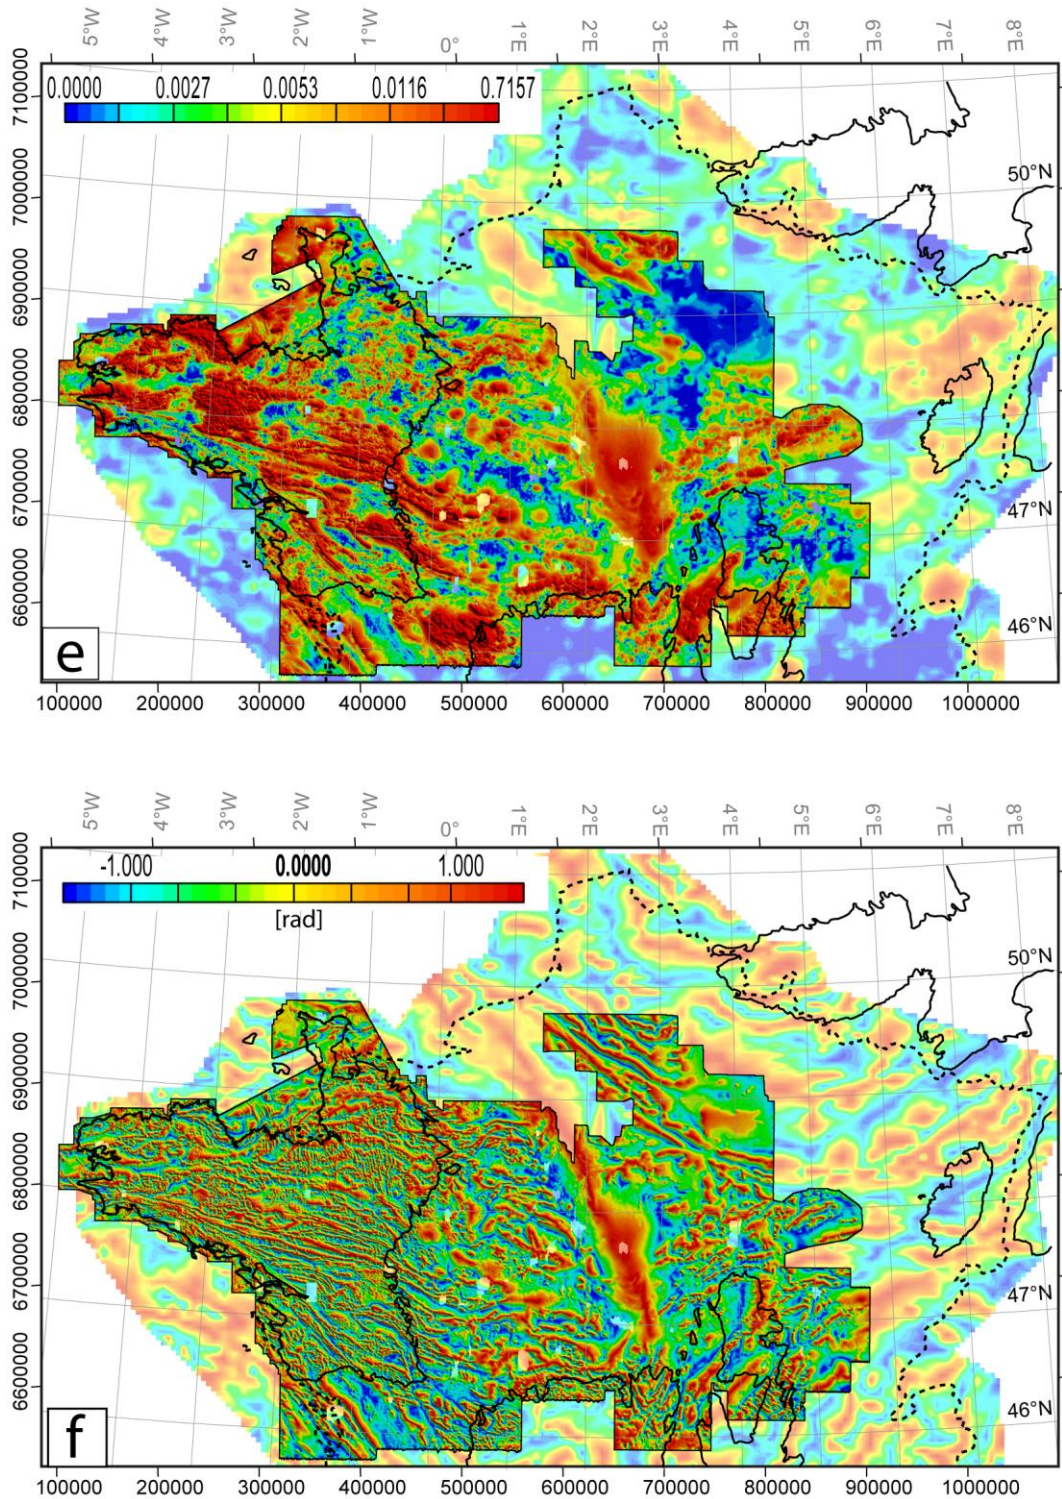 5°W 4°W 3°W 2°W 1°W 0° 1°E 2°E 3°E 4°E 5°E 6°E 7°E 8°E
0.0000 0.0027 0.0053 0.0116 0.7157
7100000
50°N
7000000
6900000
6800000
6700000
47°N
6600000
46°N
e
100000 200000 300000 400000 500000 600000 700000 800000 900000 1000000
5°W 4°W 3°W 2°W 1°W 0° 1°E 2°E 3°E 4°E 5°E 6°E 7°E 8°E
-1.000 0.0000 1.000
[rad]
7100000
50°N
7000000
6900000
6800000
6700000
47°N
6600000
46°N
f
100000 200000 300000 400000 500000 600000 700000 800000 900000 1000000